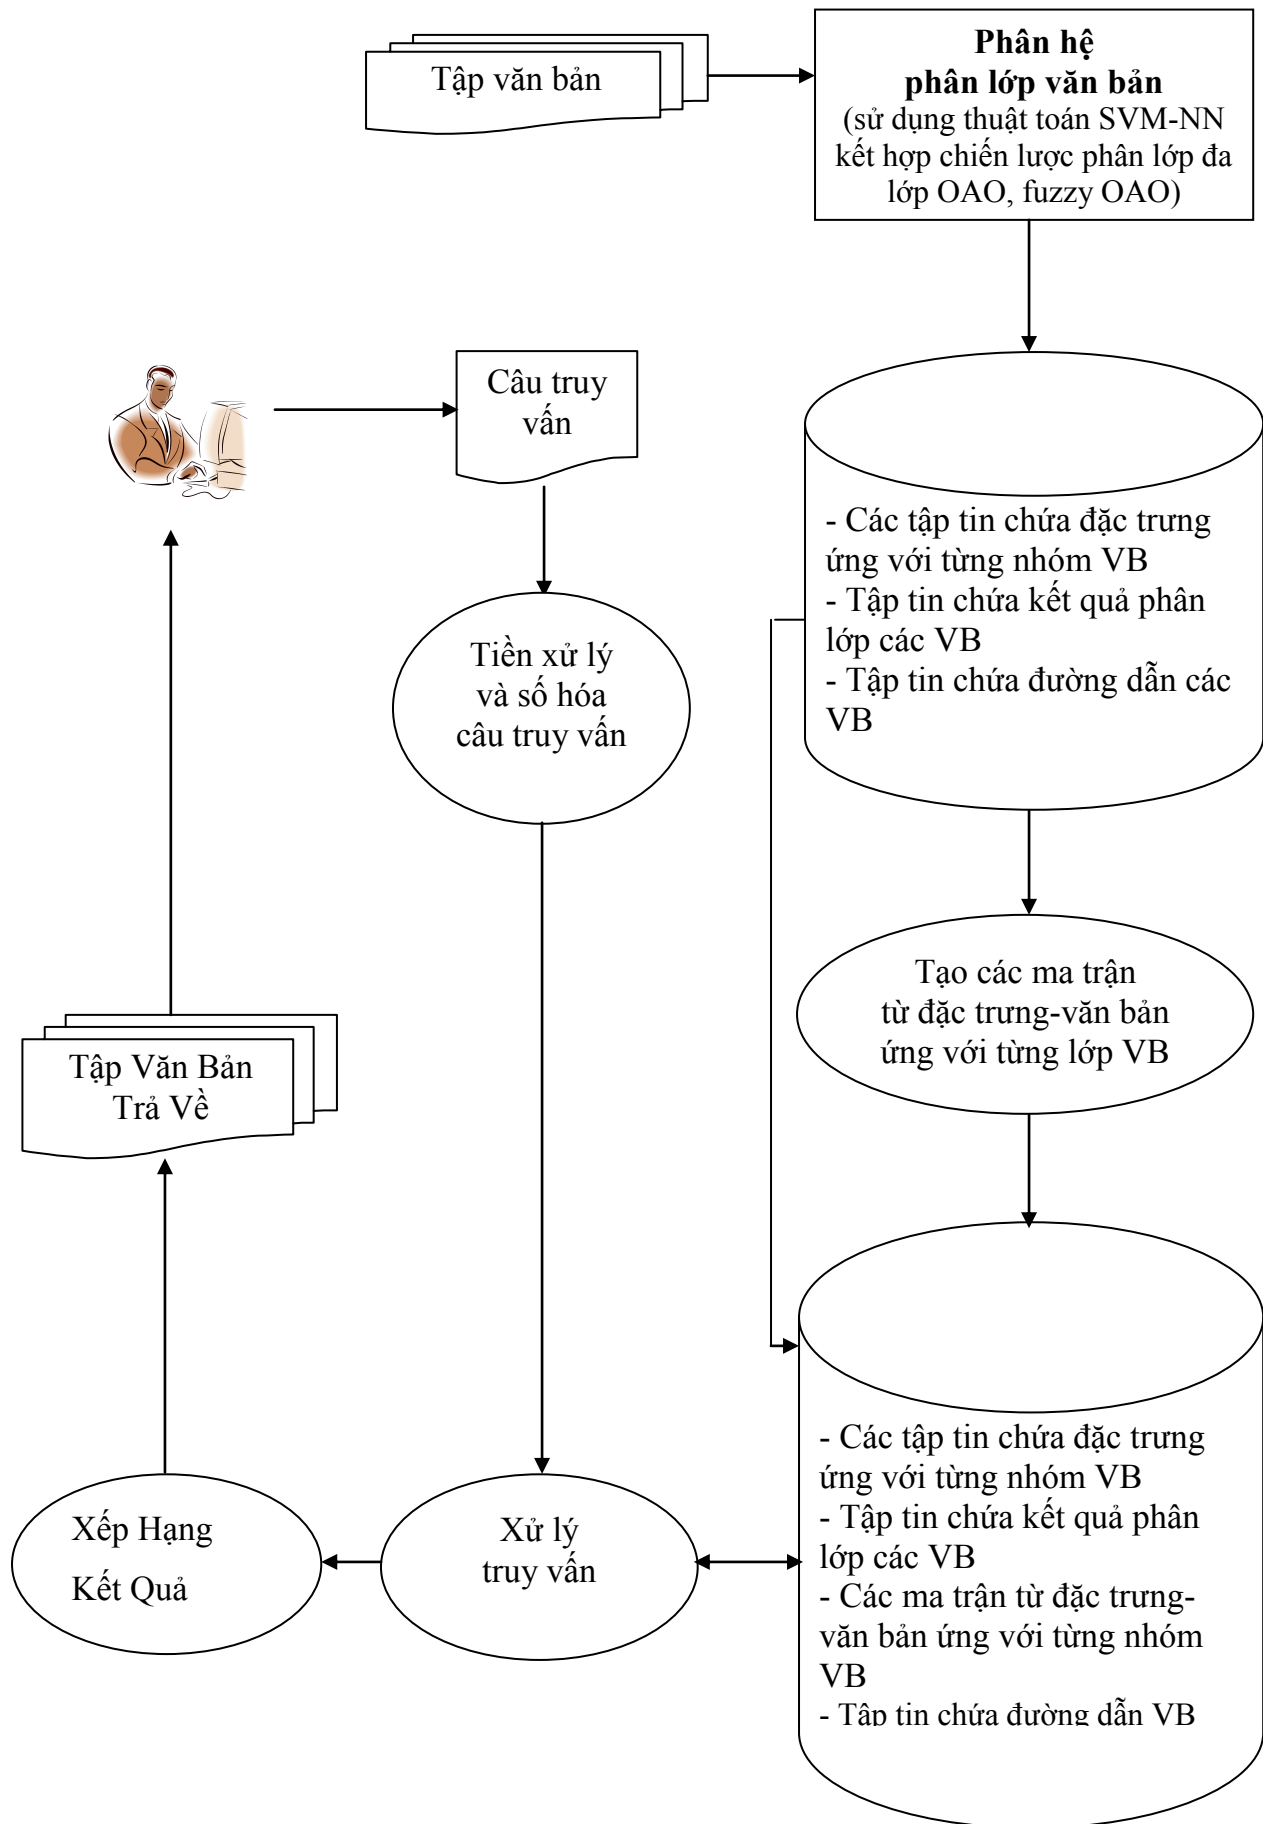 Tập văn bản
Phân hệ
phân lớp văn bản
(sử dụng thuật toán SVM-NN
kết hợp chiến lược phân lớp đa
lớp OAO, fuzzy OAO)
Câu truy
vấn
- Các tập tin chứa đặc trưng
ứng với từng nhóm VB
- Tập tin chứa kết quả phân
lớp các VB
- Tập tin chứa đường dẫn các
VB
Tiền xử lý
và số hóa
câu truy vấn
Tạo các ma trận
từ đặc trưng-văn bản
ứng với từng lớp VB
Tập Văn Bản
Trả Về
- Các tập tin chứa đặc trưng
ứng với từng nhóm VB
- Tập tin chứa kết quả phân
lớp các VB
- Các ma trận từ đặc trưng-
văn bản ứng với từng nhóm
VB
- Tập tin chứa đường dẫn VB
Xử lý
truy vấn
Xếp Hạng
Kết Quả